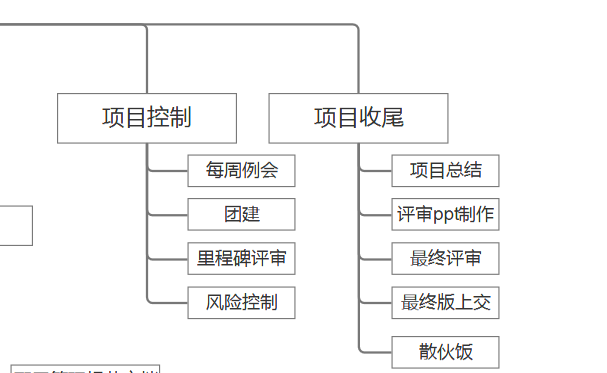 项目控制
项目收尾
每周例会
项目总结
团建
评审ppt制作
里程碑评审
最终评审
风险控制
最终版上交
散伙饭